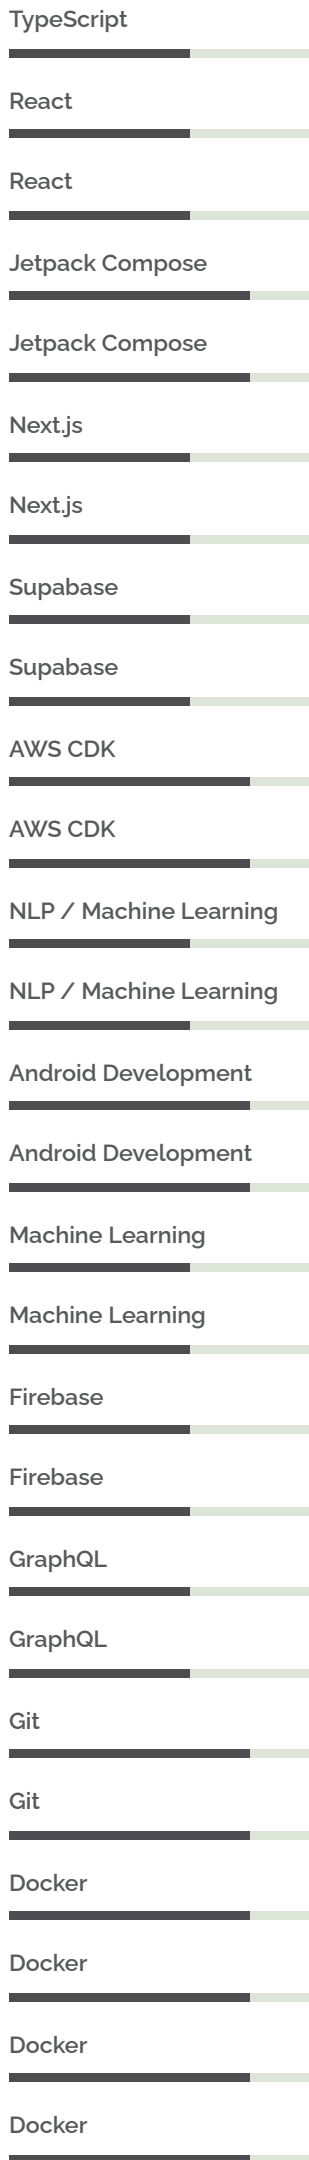 TypeScript
React
React
Jetpack Compose
Jetpack Compose
Next.js
Next.js
Supabase
Supabase
AWS CDK
AWS CDK
NLP / Machine Learning
NLP / Machine Learning
Android Development
Android Development
Machine Learning
Machine Learning
Firebase
Firebase
GraphQL
GraphQL
Git
Git
Docker
Docker
Docker
Docker